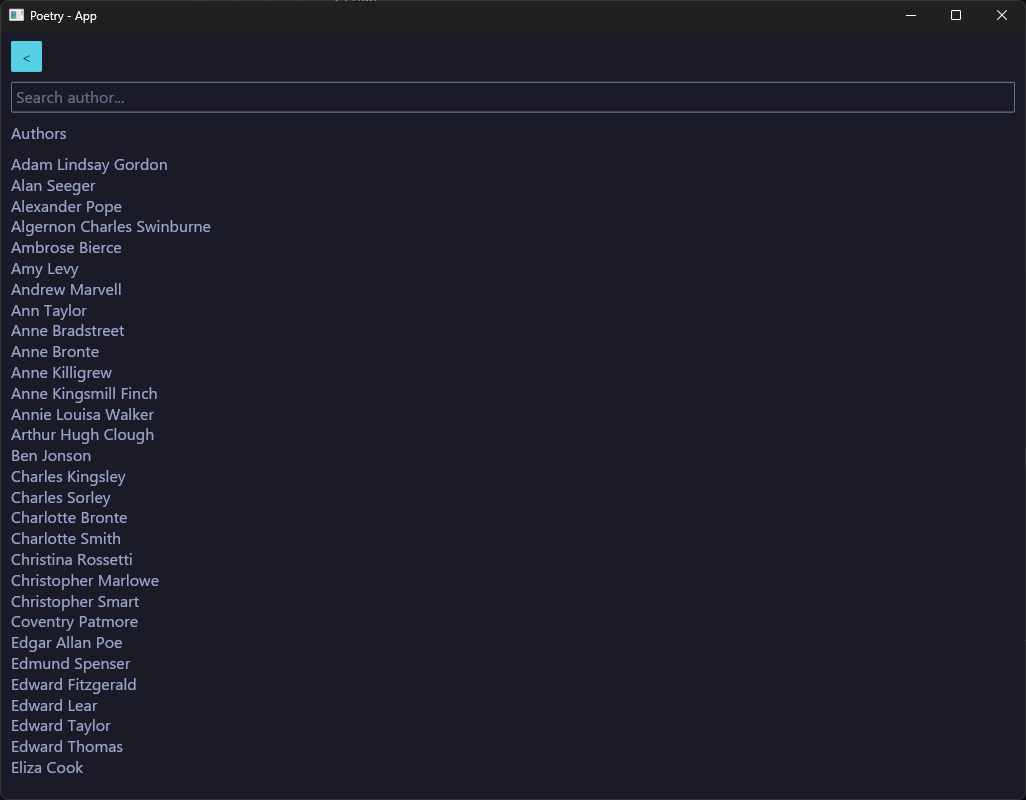 Poetry - App
<
Search author...
Authors
Adam Lindsay Gordon
Alan Seeger
Alexander Pope
Algernon Charles Swinburne
Ambrose Bierce
Amy Levy
Andrew Marvell
Ann Taylor
Anne Bradstreet
Anne Bronte
Anne Killigrew
Anne Kingsmill Finch
Annie Louisa Walker
Arthur Hugh Clough
Ben Jonson
Charles Kingsley
Charles Sorley
Charlotte Bronte
Charlotte Smith
Christina Rossetti
Christopher Marlowe
Christopher Smart
Coventry Patmore
Edgar Allan Poe
Edmund Spenser
Edward Fitzgerald
Edward Lear
Edward Taylor
Edward Thomas
Eliza Cook